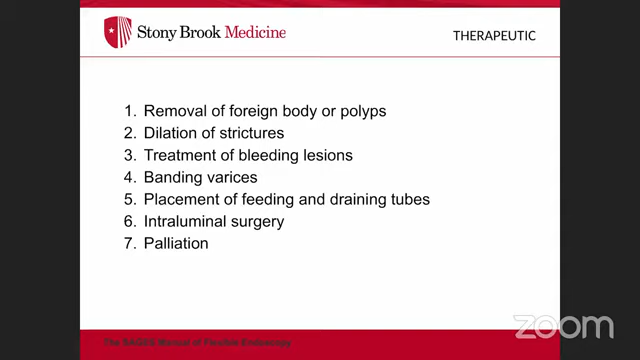 Stony Brook Medicine
THERAPEUTIC
1. Removal of foreign body or polyps
2. Dilation of strictures
3. Treatment of bleeding lesions
4. Banding varices
5. Placement of feeding and draining tubes
6. Intraluminal surgery
7. Palliation
The SAGES Manual of Flexible Endoscopy
zoom